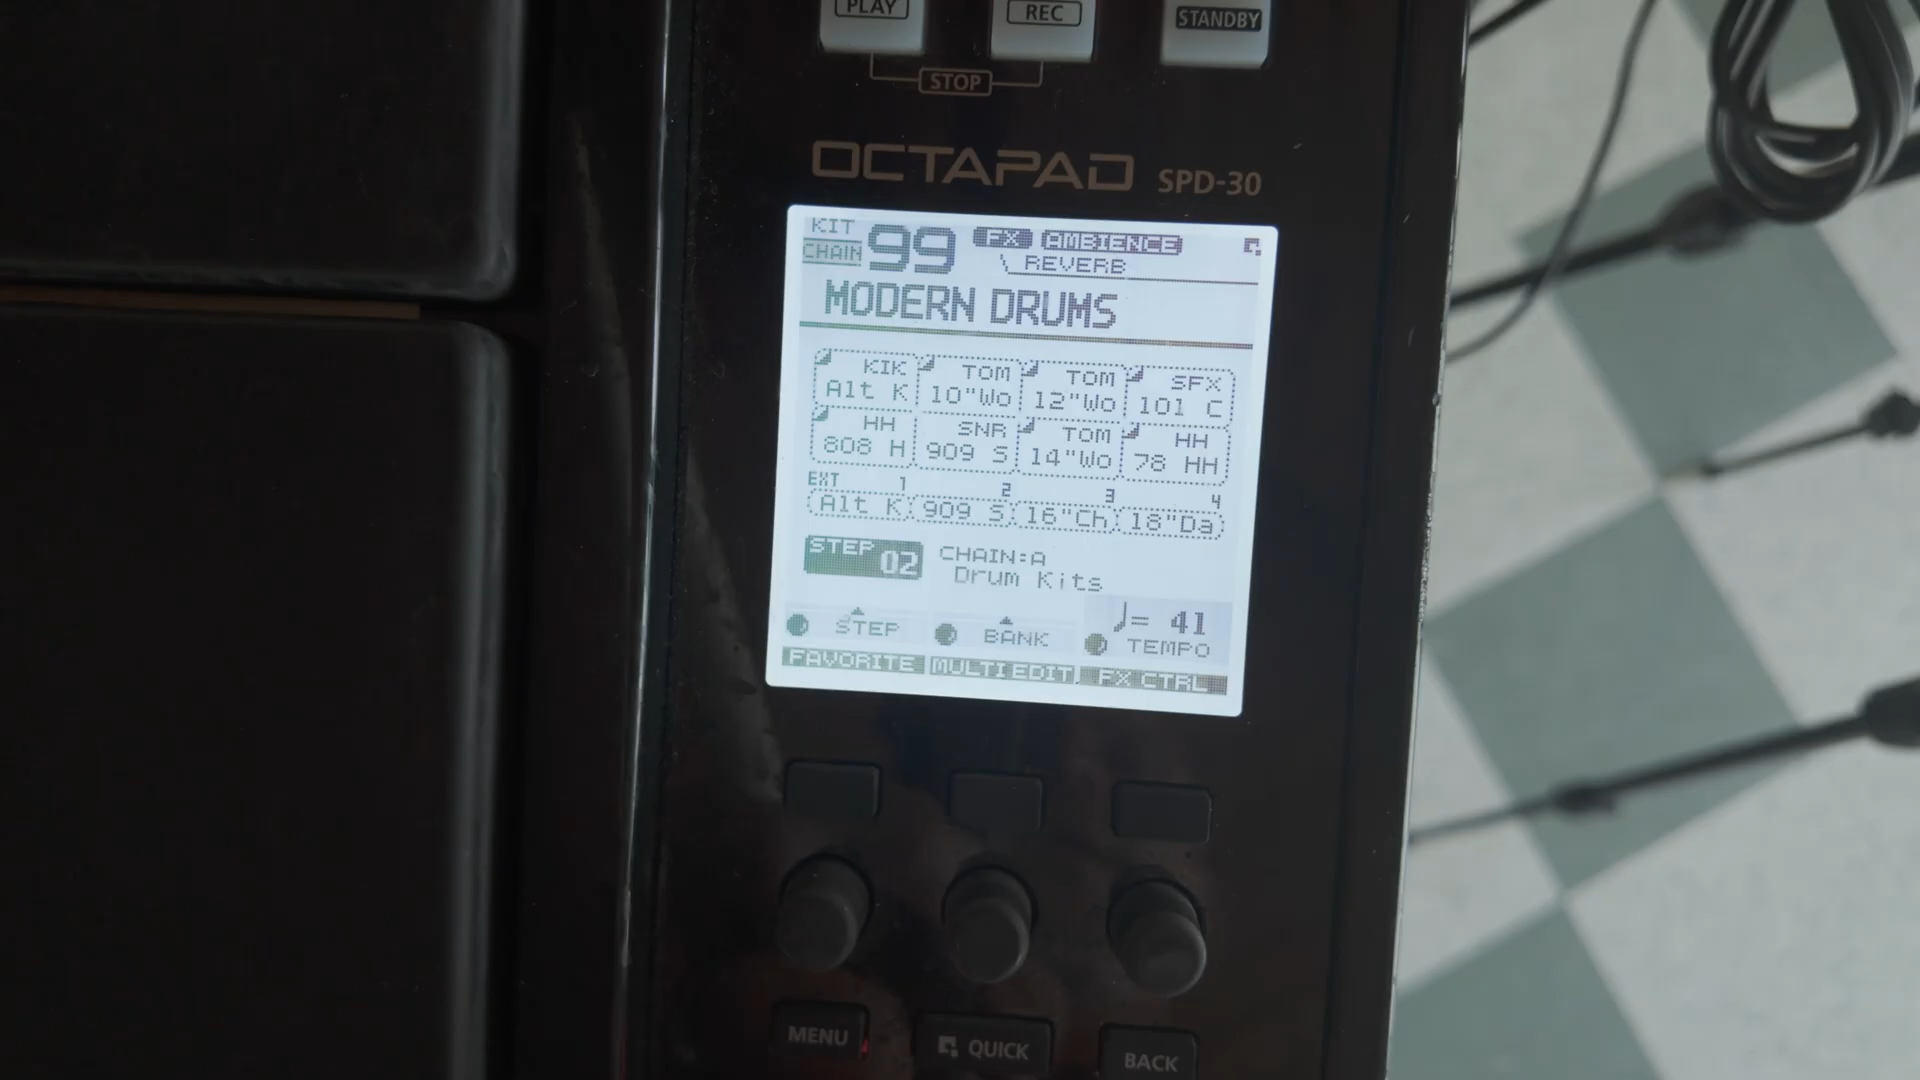 PLAY REC STANDBY
STOP
OCTAPAD SPD-30
KIT 99 FX AMBIENCE
CHAIN REVERB
MODERN DRUMS
KIK TOM TOM SFX
Alt K 10"Wo 12"Wo 101 C
HH SNR TOM HH
808 H 909 S 14"Wo 78 HH
EXT 1 2 3 4
Alt K 909 S 16"Ch 18"Da
STEP 02 CHAIN:A
Drum Kits
♩= 41
STEP BANK TEMPO
FAVORITE MULTI EDIT FX CTRL
MENU QUICK BACK